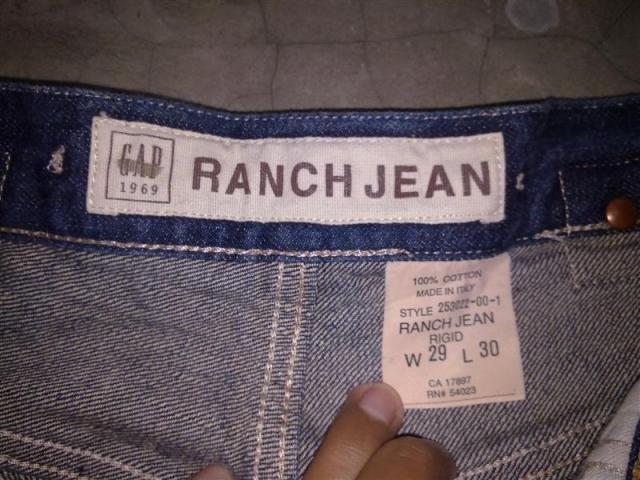 GAP
1969
RANCH JEAN
100% COTTON
MADE IN ITALY
STYLE 253022-00-1
RANCH JEAN
RIGID
W 29 L 30
CA 17897
RN# 54023